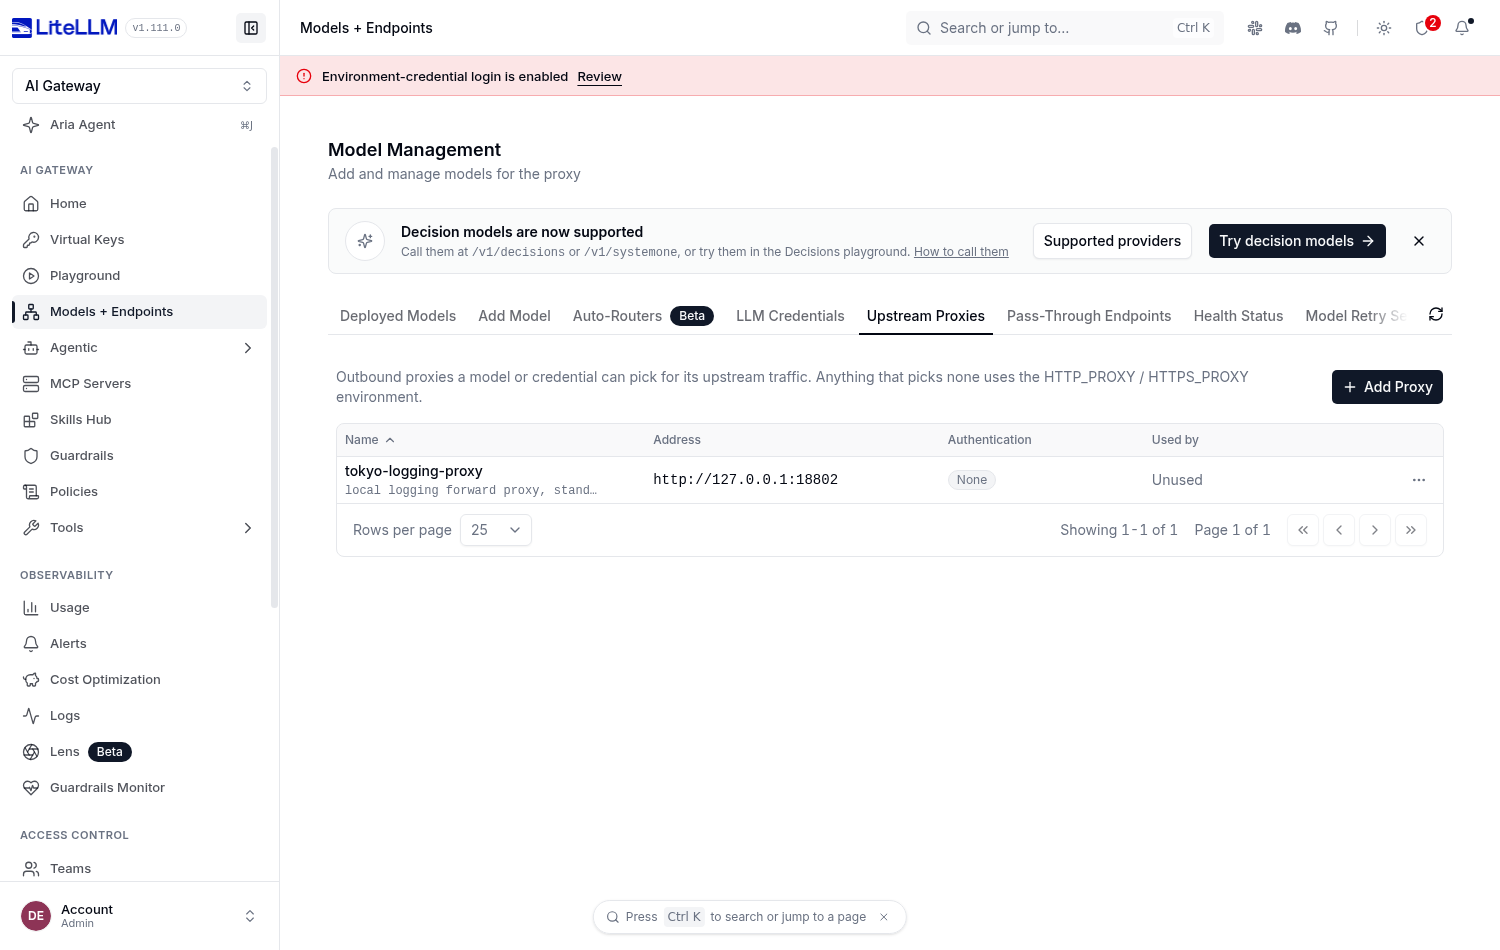 LiteLLM v1.111.0
Models + Endpoints
Search or jump to... Ctrl K
2
Environment-credential login is enabled Review
AI Gateway
Aria Agent ⌘J
AI GATEWAY
Home
Virtual Keys
Playground
Models + Endpoints
Agentic
MCP Servers
Skills Hub
Guardrails
Policies
Tools
OBSERVABILITY
Usage
Alerts
Cost Optimization
Logs
Lens Beta
Guardrails Monitor
ACCESS CONTROL
Teams
DE Account
Admin
Model Management
Add and manage models for the proxy
Decision models are now supported
Call them at /v1/decisions or /v1/systemone, or try them in the Decisions playground. How to call them
Supported providers
Try decision models
Deployed Models Add Model Auto-Routers Beta LLM Credentials Upstream Proxies Pass-Through Endpoints Health Status Model Retry Se
Outbound proxies a model or credential can pick for its upstream traffic. Anything that picks none uses the HTTP_PROXY / HTTPS_PROXY
environment.
Add Proxy
Name Address Authentication Used by
tokyo-logging-proxy http://127.0.0.1:18802 None Unused
local logging forward proxy, stand…
Rows per page 25 Showing 1-1 of 1 Page 1 of 1
Press Ctrl K to search or jump to a page